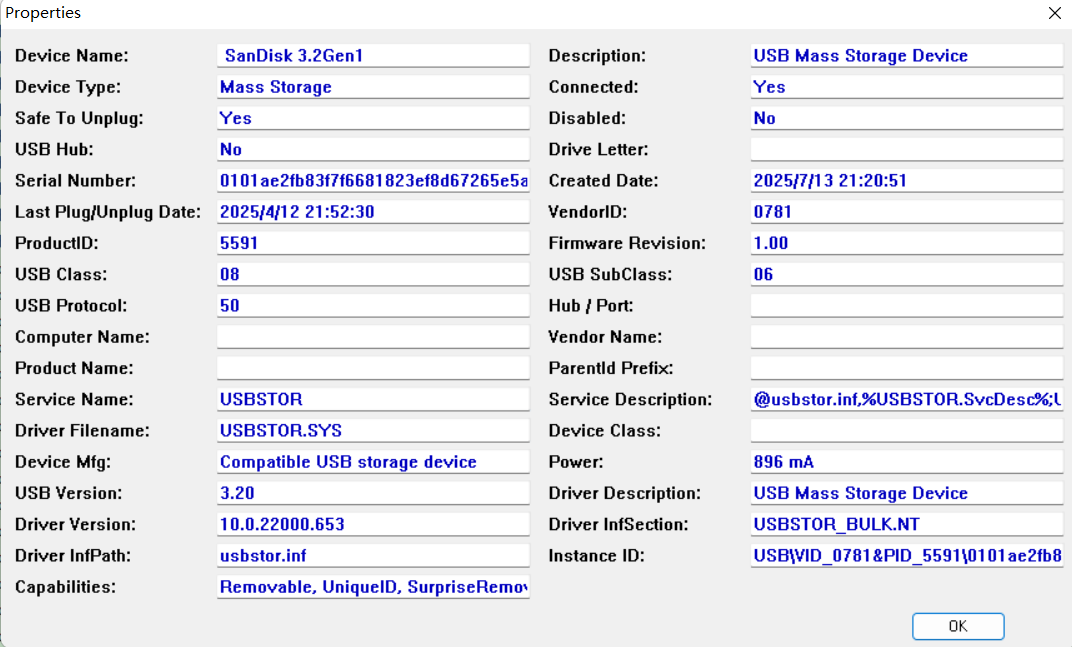 Properties
Device Name: SanDisk 3.2Gen1 Description: USB Mass Storage Device
Device Type: Mass Storage Connected: Yes
Safe To Unplug: Yes Disabled: No
USB Hub: No Drive Letter:
Serial Number: 0101ae2fb83f7f6681823ef8d67265e5a Created Date: 2025/7/13 21:20:51
Last Plug/Unplug Date: 2025/4/12 21:52:30 VendorID: 0781
ProductID: 5591 Firmware Revision: 1.00
USB Class: 08 USB SubClass: 06
USB Protocol: 50 Hub / Port:
Computer Name: Vendor Name:
Product Name: ParentId Prefix:
Service Name: USBSTOR Service Description: @usbstor.inf,%USBSTOR.SvcDesc%;U
Driver Filename: USBSTOR.SYS Device Class:
Device Mfg: Compatible USB storage device Power: 896 mA
USB Version: 3.20 Driver Description: USB Mass Storage Device
Driver Version: 10.0.22000.653 Driver InfSection: USBSTOR_BULK.NT
Driver InfPath: usbstor.inf Instance ID: USB\VID_0781&PID_5591\0101ae2fb8
Capabilities: Removable, UniqueID, SurpriseRemov
OK